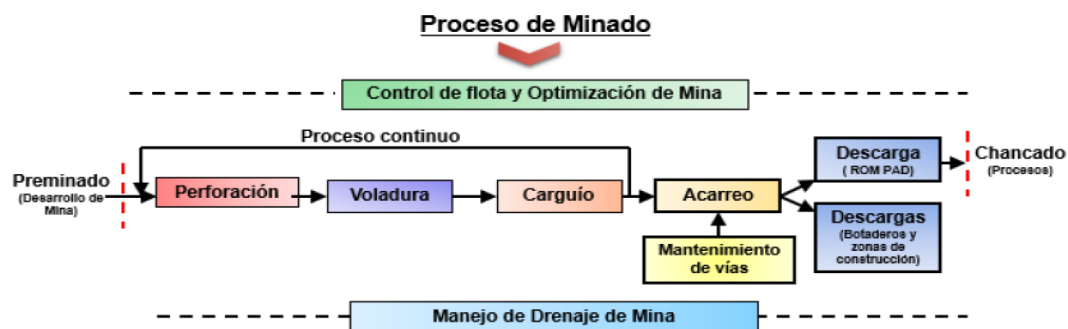 Proceso de Minado
Control de flota y Optimización de Mina
Proceso continuo
Preminado
(Desarrollo de
Mina)
Perforación
Voladura
Carguío
Acarreo
Mantenimiento
de vías
Descarga
( ROM PAD)
Descargas
(Botaderos y
zonas de
construcción)
Chancado
(Procesos)
Manejo de Drenaje de Mina